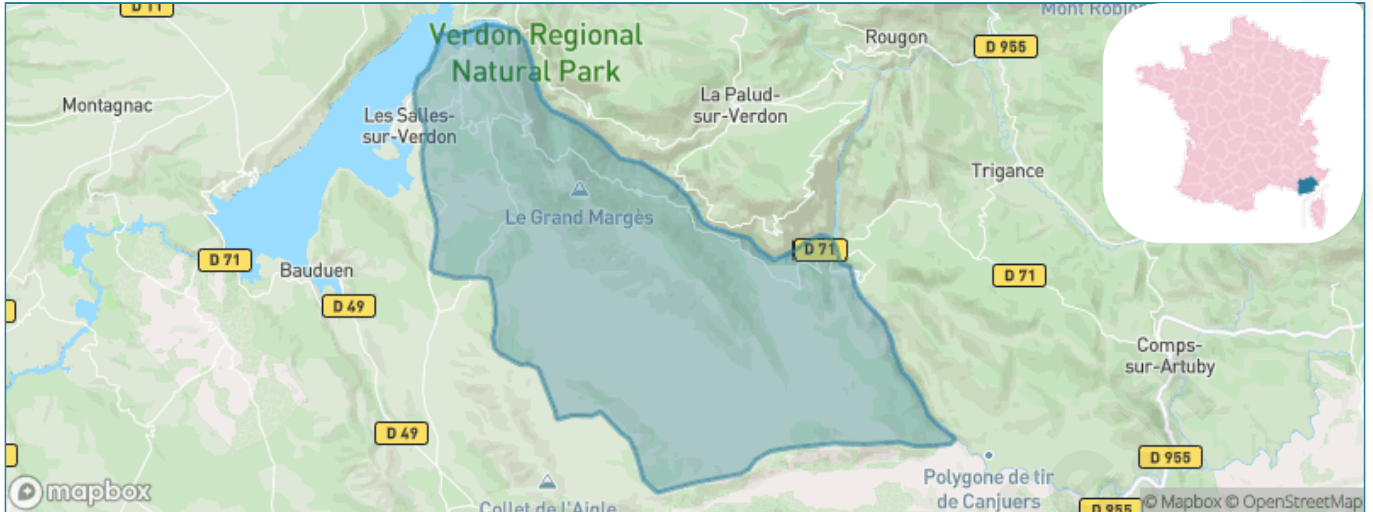 D 11
Mont Robion
Verdon Regional
Natural Park
Rougon
D 955
Montagnac
La Palud-
sur-Verdon
Les Salles-
sur-Verdon
Trigance
Le Grand Margès
D 71
D 71
Bauduen
D 71
D 49
Comps-
sur-Artuby
D 49
D 955
Polygone de tir
de Canjuers
Collet de l'Aigle
D 955
mapbox
© Mapbox © OpenStreetMap